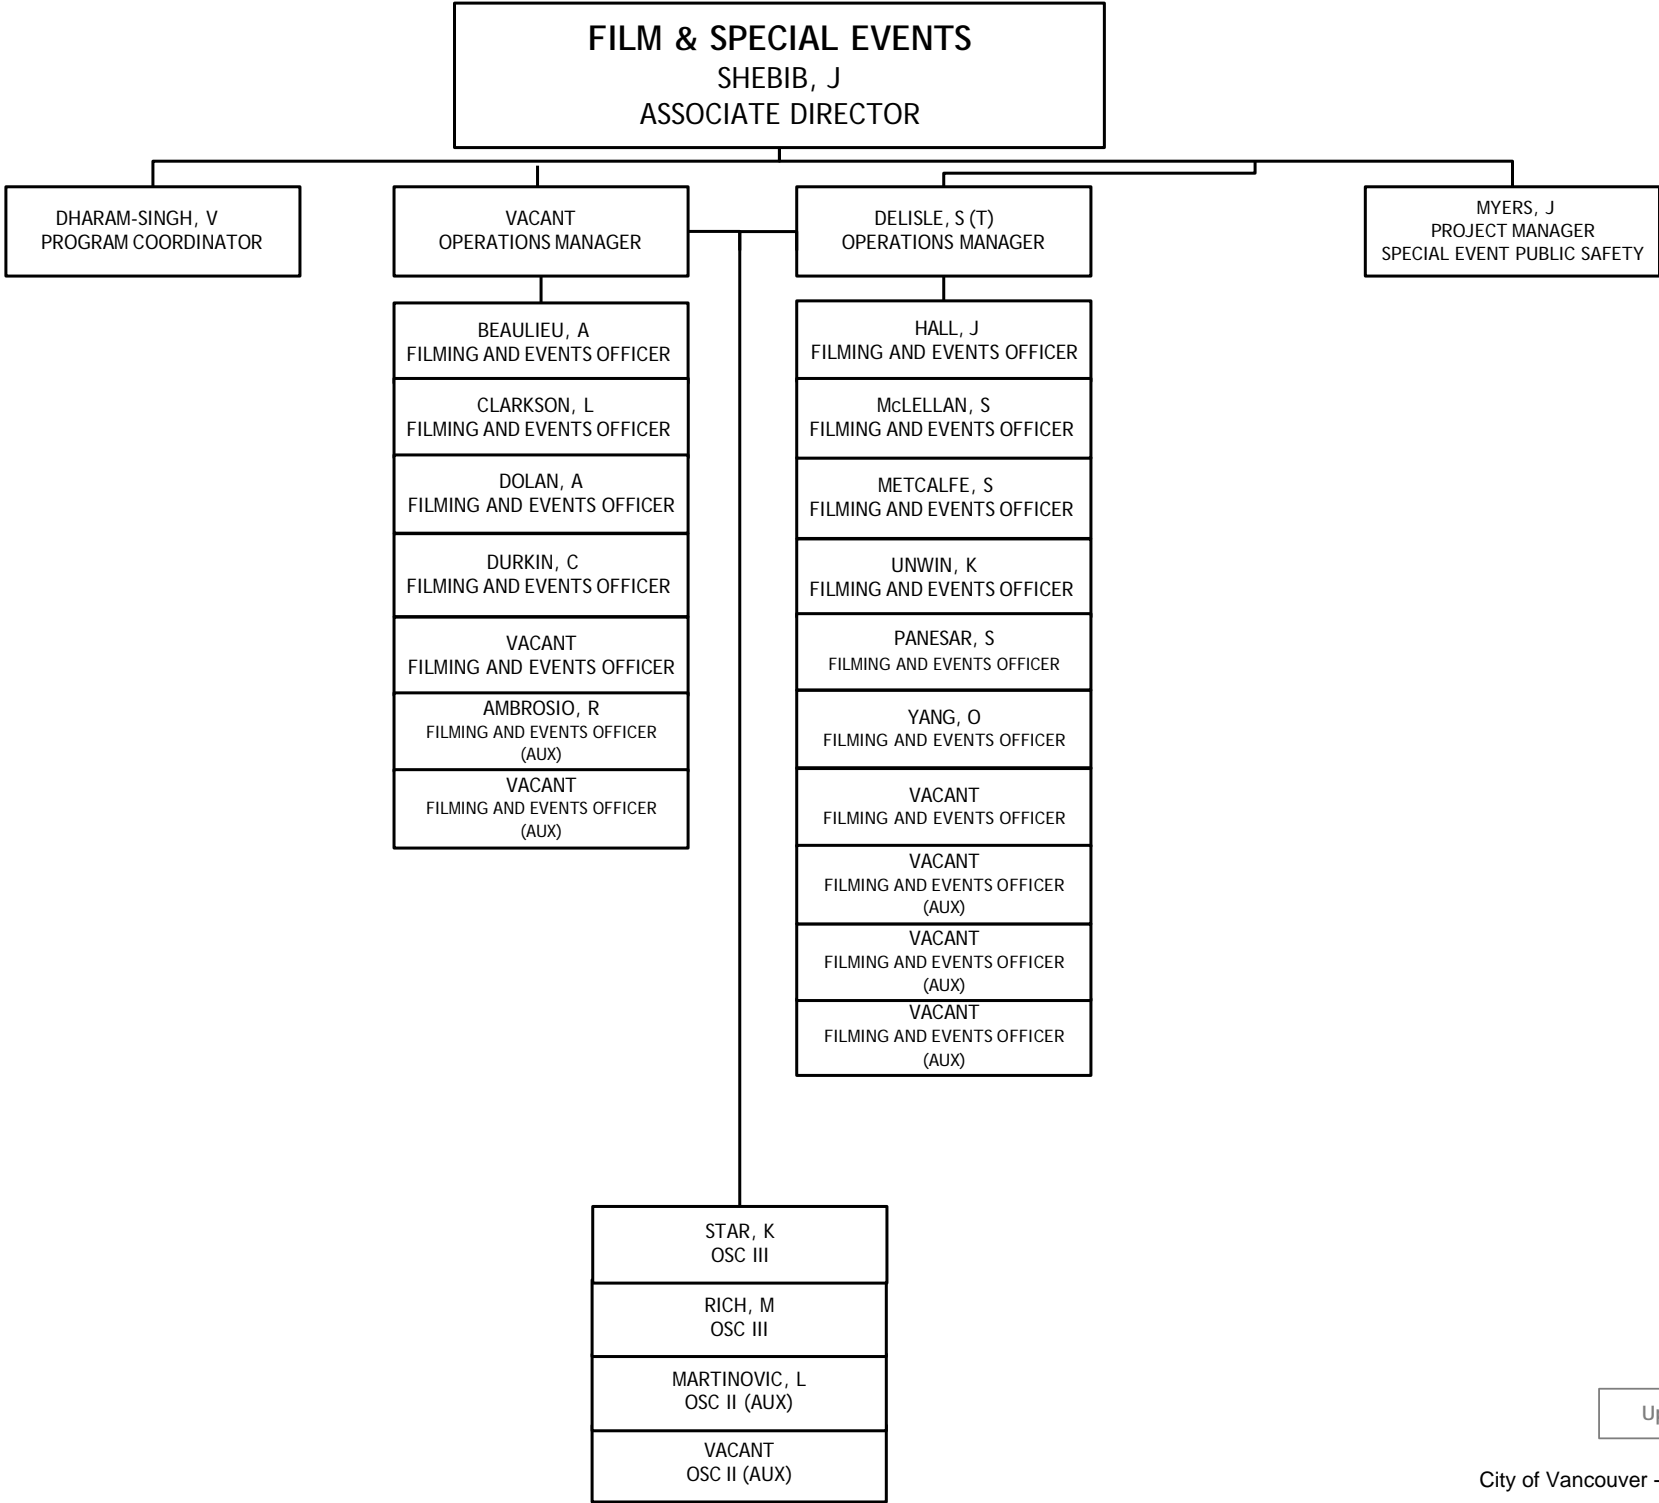 FILM & SPECIAL EVENTS
SHEBIB, J
ASSOCIATE DIRECTOR
DHARAM-SINGH, V
PROGRAM COORDINATOR
VACANT
OPERATIONS MANAGER
DELISLE, S (T)
OPERATIONS MANAGER
MYERS, J
PROJECT MANAGER
SPECIAL EVENT PUBLIC SAFETY
BEAULIEU, A
FILMING AND EVENTS OFFICER
CLARKSON, L
FILMING AND EVENTS OFFICER
DOLAN, A
FILMING AND EVENTS OFFICER
DURKIN, C
FILMING AND EVENTS OFFICER
VACANT
FILMING AND EVENTS OFFICER
AMBROSIO, R
FILMING AND EVENTS OFFICER
(AUX)
VACANT
FILMING AND EVENTS OFFICER
(AUX)
HALL, J
FILMING AND EVENTS OFFICER
McLELLAN, S
FILMING AND EVENTS OFFICER
METCALFE, S
FILMING AND EVENTS OFFICER
UNWIN, K
FILMING AND EVENTS OFFICER
PANESAR, S
FILMING AND EVENTS OFFICER
YANG, O
FILMING AND EVENTS OFFICER
VACANT
FILMING AND EVENTS OFFICER
VACANT
FILMING AND EVENTS OFFICER
(AUX)
VACANT
FILMING AND EVENTS OFFICER
(AUX)
VACANT
FILMING AND EVENTS OFFICER
(AUX)
STAR, K
OSC III
RICH, M
OSC III
MARTINOVIC, L
OSC II (AUX)
VACANT
OSC II (AUX)
City of Vancouver -